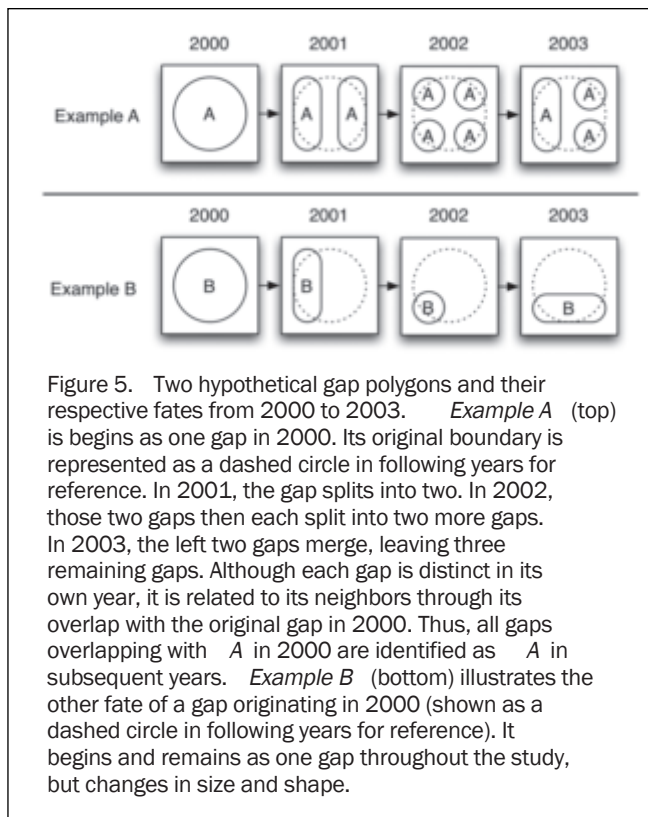 2000 2001 2002 2003
Example A
A A A A A A A A A A
2000 2001 2002 2003
Example B
B B B B
Figure 5. Two hypothetical gap polygons and their
respective fates from 2000 to 2003. Example A (top)
is begins as one gap in 2000. Its original boundary is
represented as a dashed circle in following years for
reference. In 2001, the gap splits into two. In 2002,
those two gaps then each split into two more gaps.
In 2003, the left two gaps merge, leaving three
remaining gaps. Although each gap is distinct in its
own year, it is related to its neighbors through its
overlap with the original gap in 2000. Thus, all gaps
overlapping with A in 2000 are identified as A in
subsequent years. Example B (bottom) illustrates the
other fate of a gap originating in 2000 (shown as a
dashed circle in following years for reference). It
begins and remains as one gap throughout the study,
but changes in size and shape.